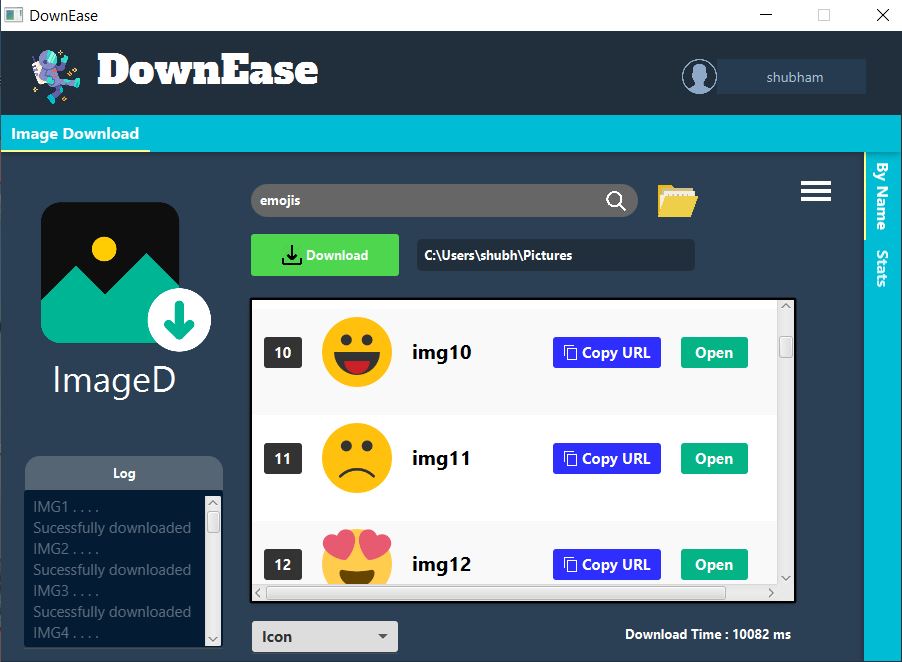 DownEase
DownEase
shubham
Image Download
By Name
Stats
emojis
Download
C:\Users\shubh\Pictures
ImageD
10 img10 Copy URL Open
11 img11 Copy URL Open
12 img12 Copy URL Open
Log
IMG1 . . . .
Sucessfully downloaded
IMG2 . . . .
Sucessfully downloaded
IMG3 . . . .
Sucessfully downloaded
IMG4 . . . .
Icon
Download Time : 10082 ms